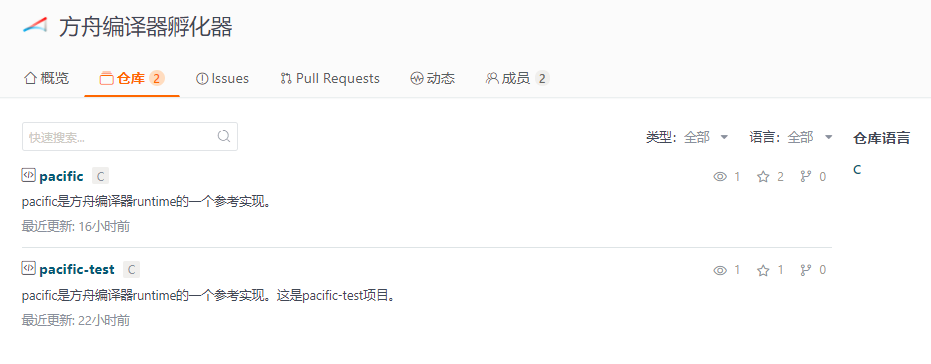 方舟编译器孵化器
概览 仓库 2 Issues Pull Requests 动态 成员 2
快速搜索... 类型: 全部 语言: 全部 仓库语言
pacific C 1 2 0 C
pacific是方舟编译器runtime的一个参考实现。
最近更新: 16小时前
pacific-test C 1 1 0
pacific是方舟编译器runtime的一个参考实现。这是pacific-test项目。
最近更新: 22小时前